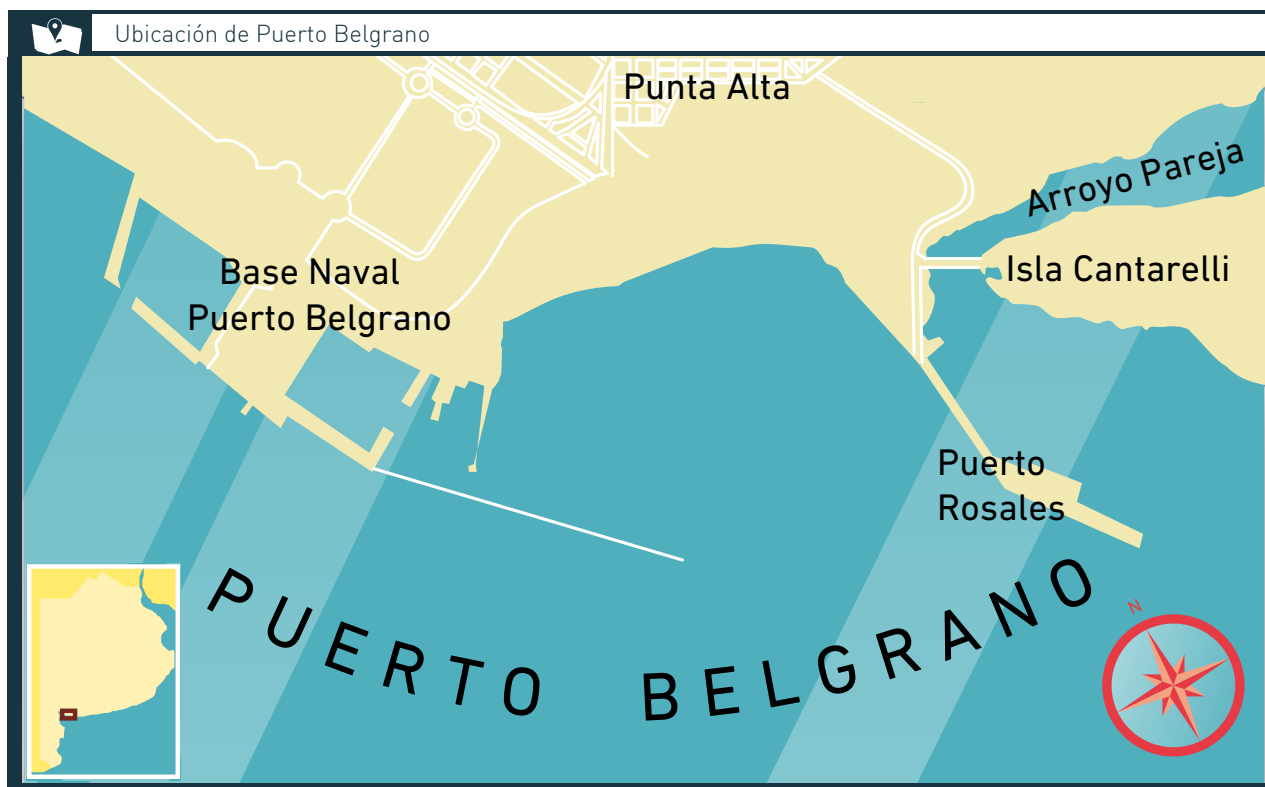 Ubicación de Puerto Belgrano
Punta Alta
Arroyo Pareja
Base Naval
Puerto Belgrano
Isla Cantarelli
Puerto
Rosales
PUERTO BELGRANO
N